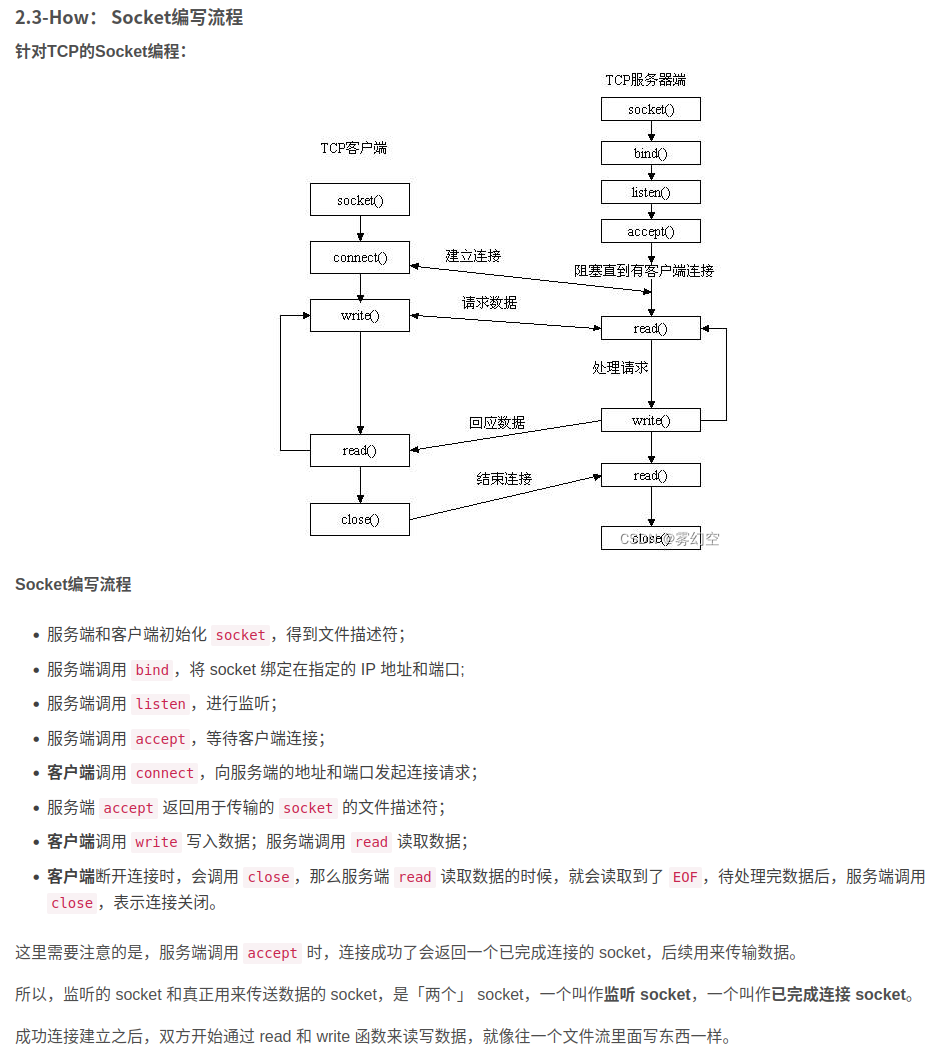 2.3-How： Socket编写流程
针对TCP的Socket编程：
TCP服务器端
socket()
bind()
TCP客户端
listen()
socket()
accept()
connect()
建立连接
阻塞直到有客户端连接
请求数据
write()
read()
处理请求
回应数据
write()
read()
结束连接
read()
close()
close()
CSDN @雾幻空
Socket编写流程
服务端和客户端初始化 socket，得到文件描述符；
服务端调用 bind，将 socket 绑定在指定的 IP 地址和端口;
服务端调用 listen，进行监听；
服务端调用 accept，等待客户端连接；
客户端调用 connect，向服务端的地址和端口发起连接请求；
服务端 accept 返回用于传输的 socket 的文件描述符；
客户端调用 write 写入数据；服务端调用 read 读取数据；
客户端断开连接时，会调用 close，那么服务端 read 读取数据的时候，就会读取到了 EOF，待处理完数据后，服务端调用
close，表示连接关闭。
这里需要注意的是，服务端调用 accept 时，连接成功了会返回一个已完成连接的 socket，后续用来传输数据。
所以，监听的 socket 和真正用来传送数据的 socket，是「两个」 socket，一个叫作监听 socket，一个叫作已完成连接 socket。
成功连接建立之后，双方开始通过 read 和 write 函数来读写数据，就像往一个文件流里面写东西一样。